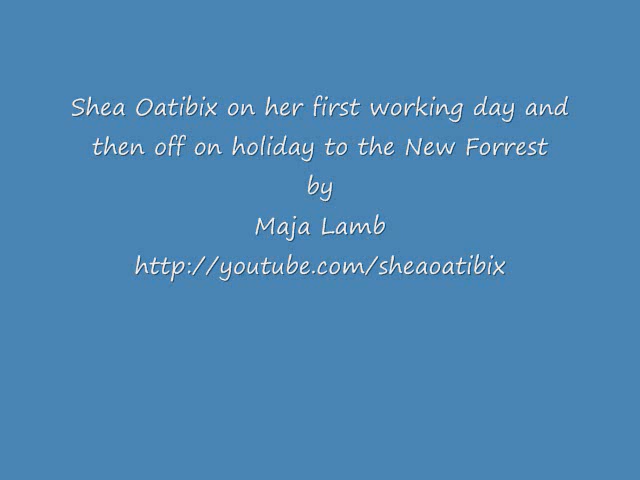 Shea Oatibix on her first working day and
then off on holiday to the New Forrest
by
Maja Lamb
http://youtube.com/sheaoatibix